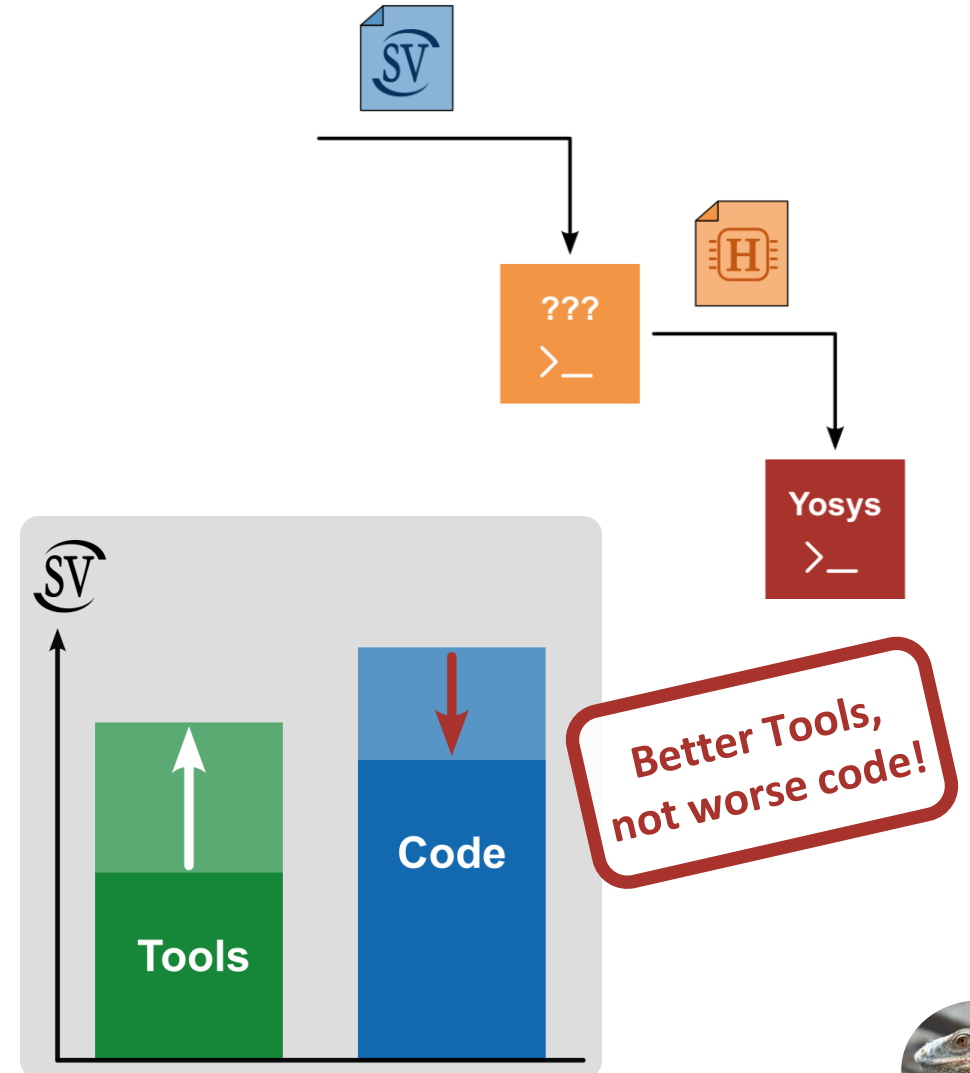 SV
H
???
>_
Yosys
>_
SV
Better Tools,
not worse code!
Code
Tools